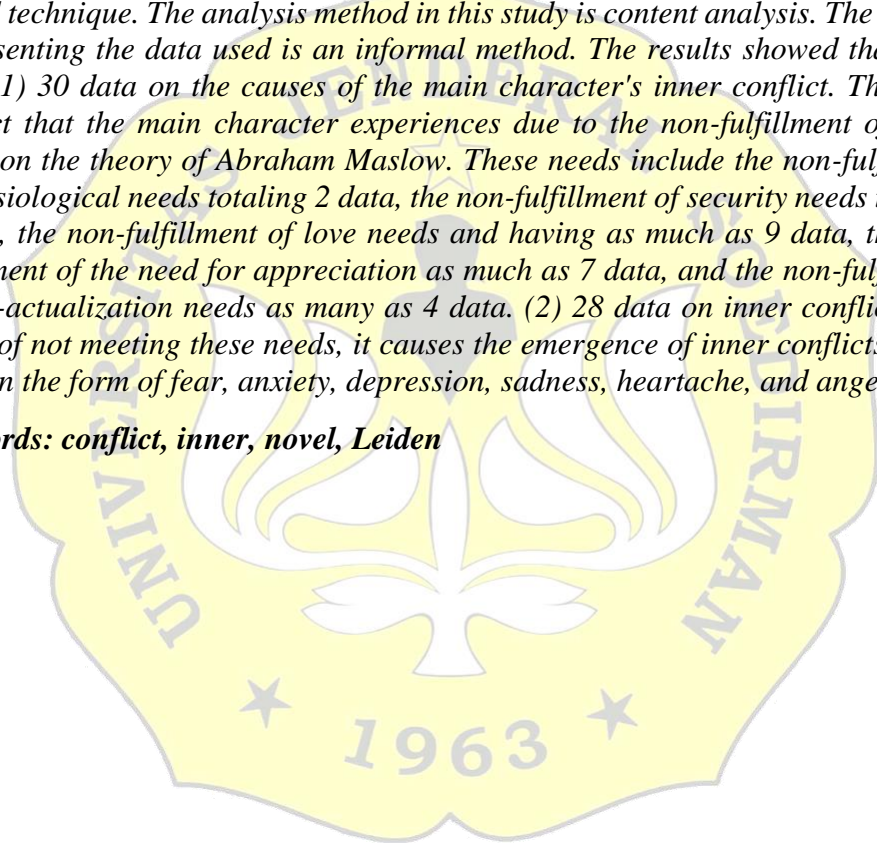 technique. The analysis method in this study is content analysis. The
senting the data used is an informal method. The results showed tha
1) 30 data on the causes of the main character's inner conflict. Th
ct that the main character experiences due to the non-fulfillment o
on the theory of Abraham Maslow. These needs include the non-ful
siological needs totaling 2 data, the non-fulfillment of security needs
, the non-fulfillment of love needs and having as much as 9 data, t
ment of the need for appreciation as much as 7 data, and the non-ful
-actualization needs as many as 4 data. (2) 28 data on inner confli
of not meeting these needs, it causes the emergence of inner conflicts
n the form of fear, anxiety, depression, sadness, heartache, and ange
rds: conflict, inner, novel, Leiden
UNIVERSITAS JENDERAL SOEDIRMAN
1963